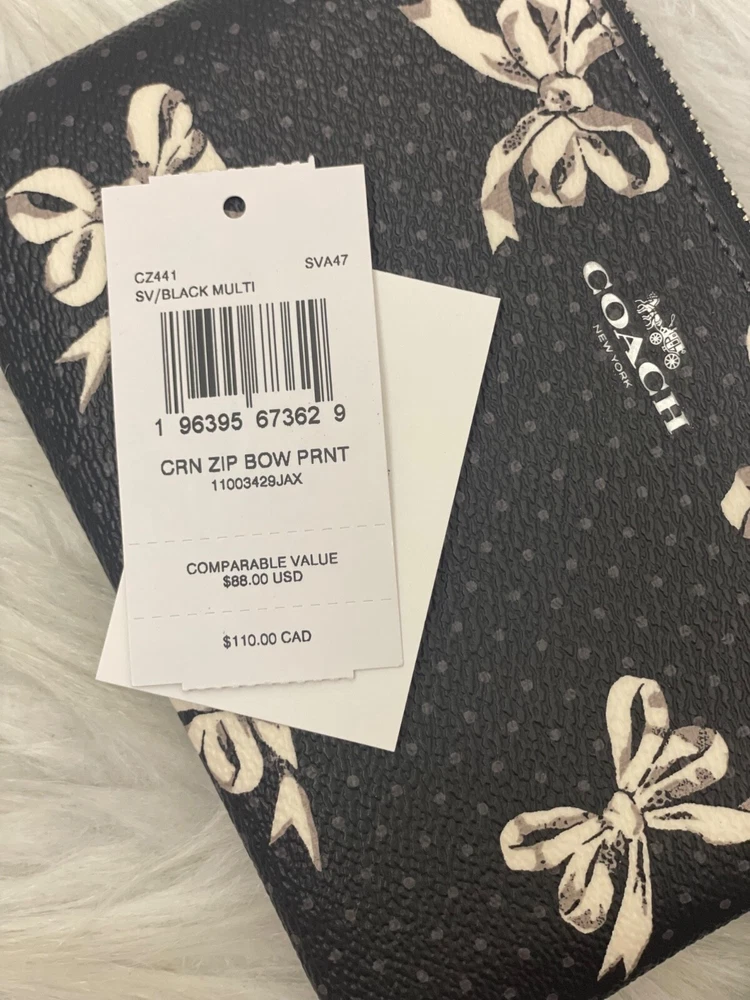 CZ441
SVA47
SV/BLACK MULTI
1 96395 67362 9
CRN ZIP BOW PRNT
11003429JAX
COMPARABLE VALUE
$88.00 USD
$110.00 CAD
COACH
NEW YORK